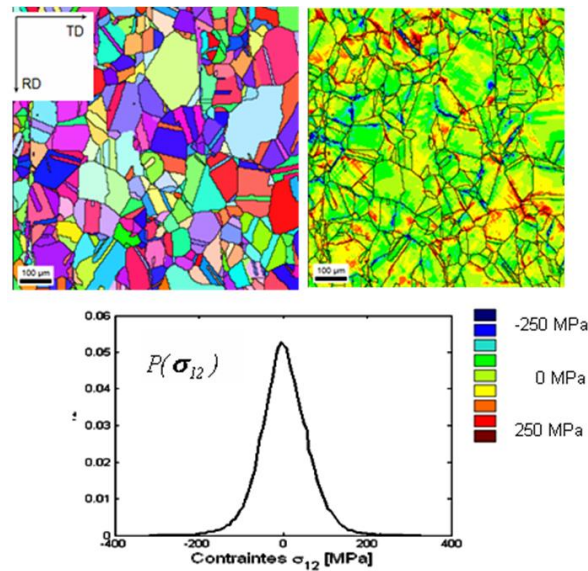 TD
RD
100 µm
100 µm
0.06
0.05
0.04
0.03
0.02
0.01
0
P(σ12)
-400
-200
0
200
400
Contraintes σ12 [MPa]
-250 MPa
0 MPa
250 MPa